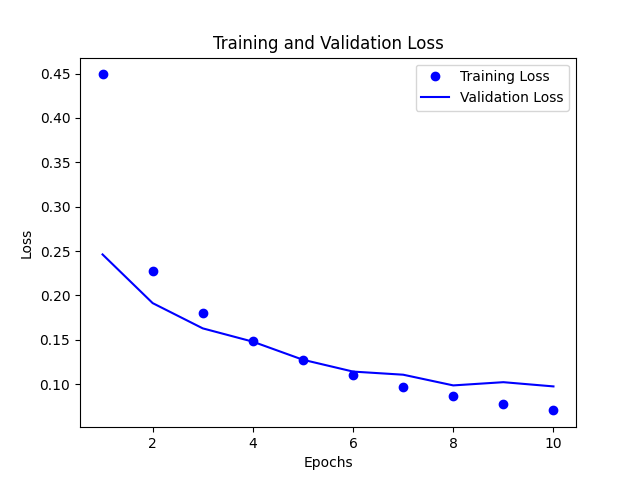 Training and Validation Loss
Training Loss
Validation Loss
0.45
0.40
0.35
0.30
0.25
0.20
0.15
0.10
Loss
2 4 6 8 10
Epochs